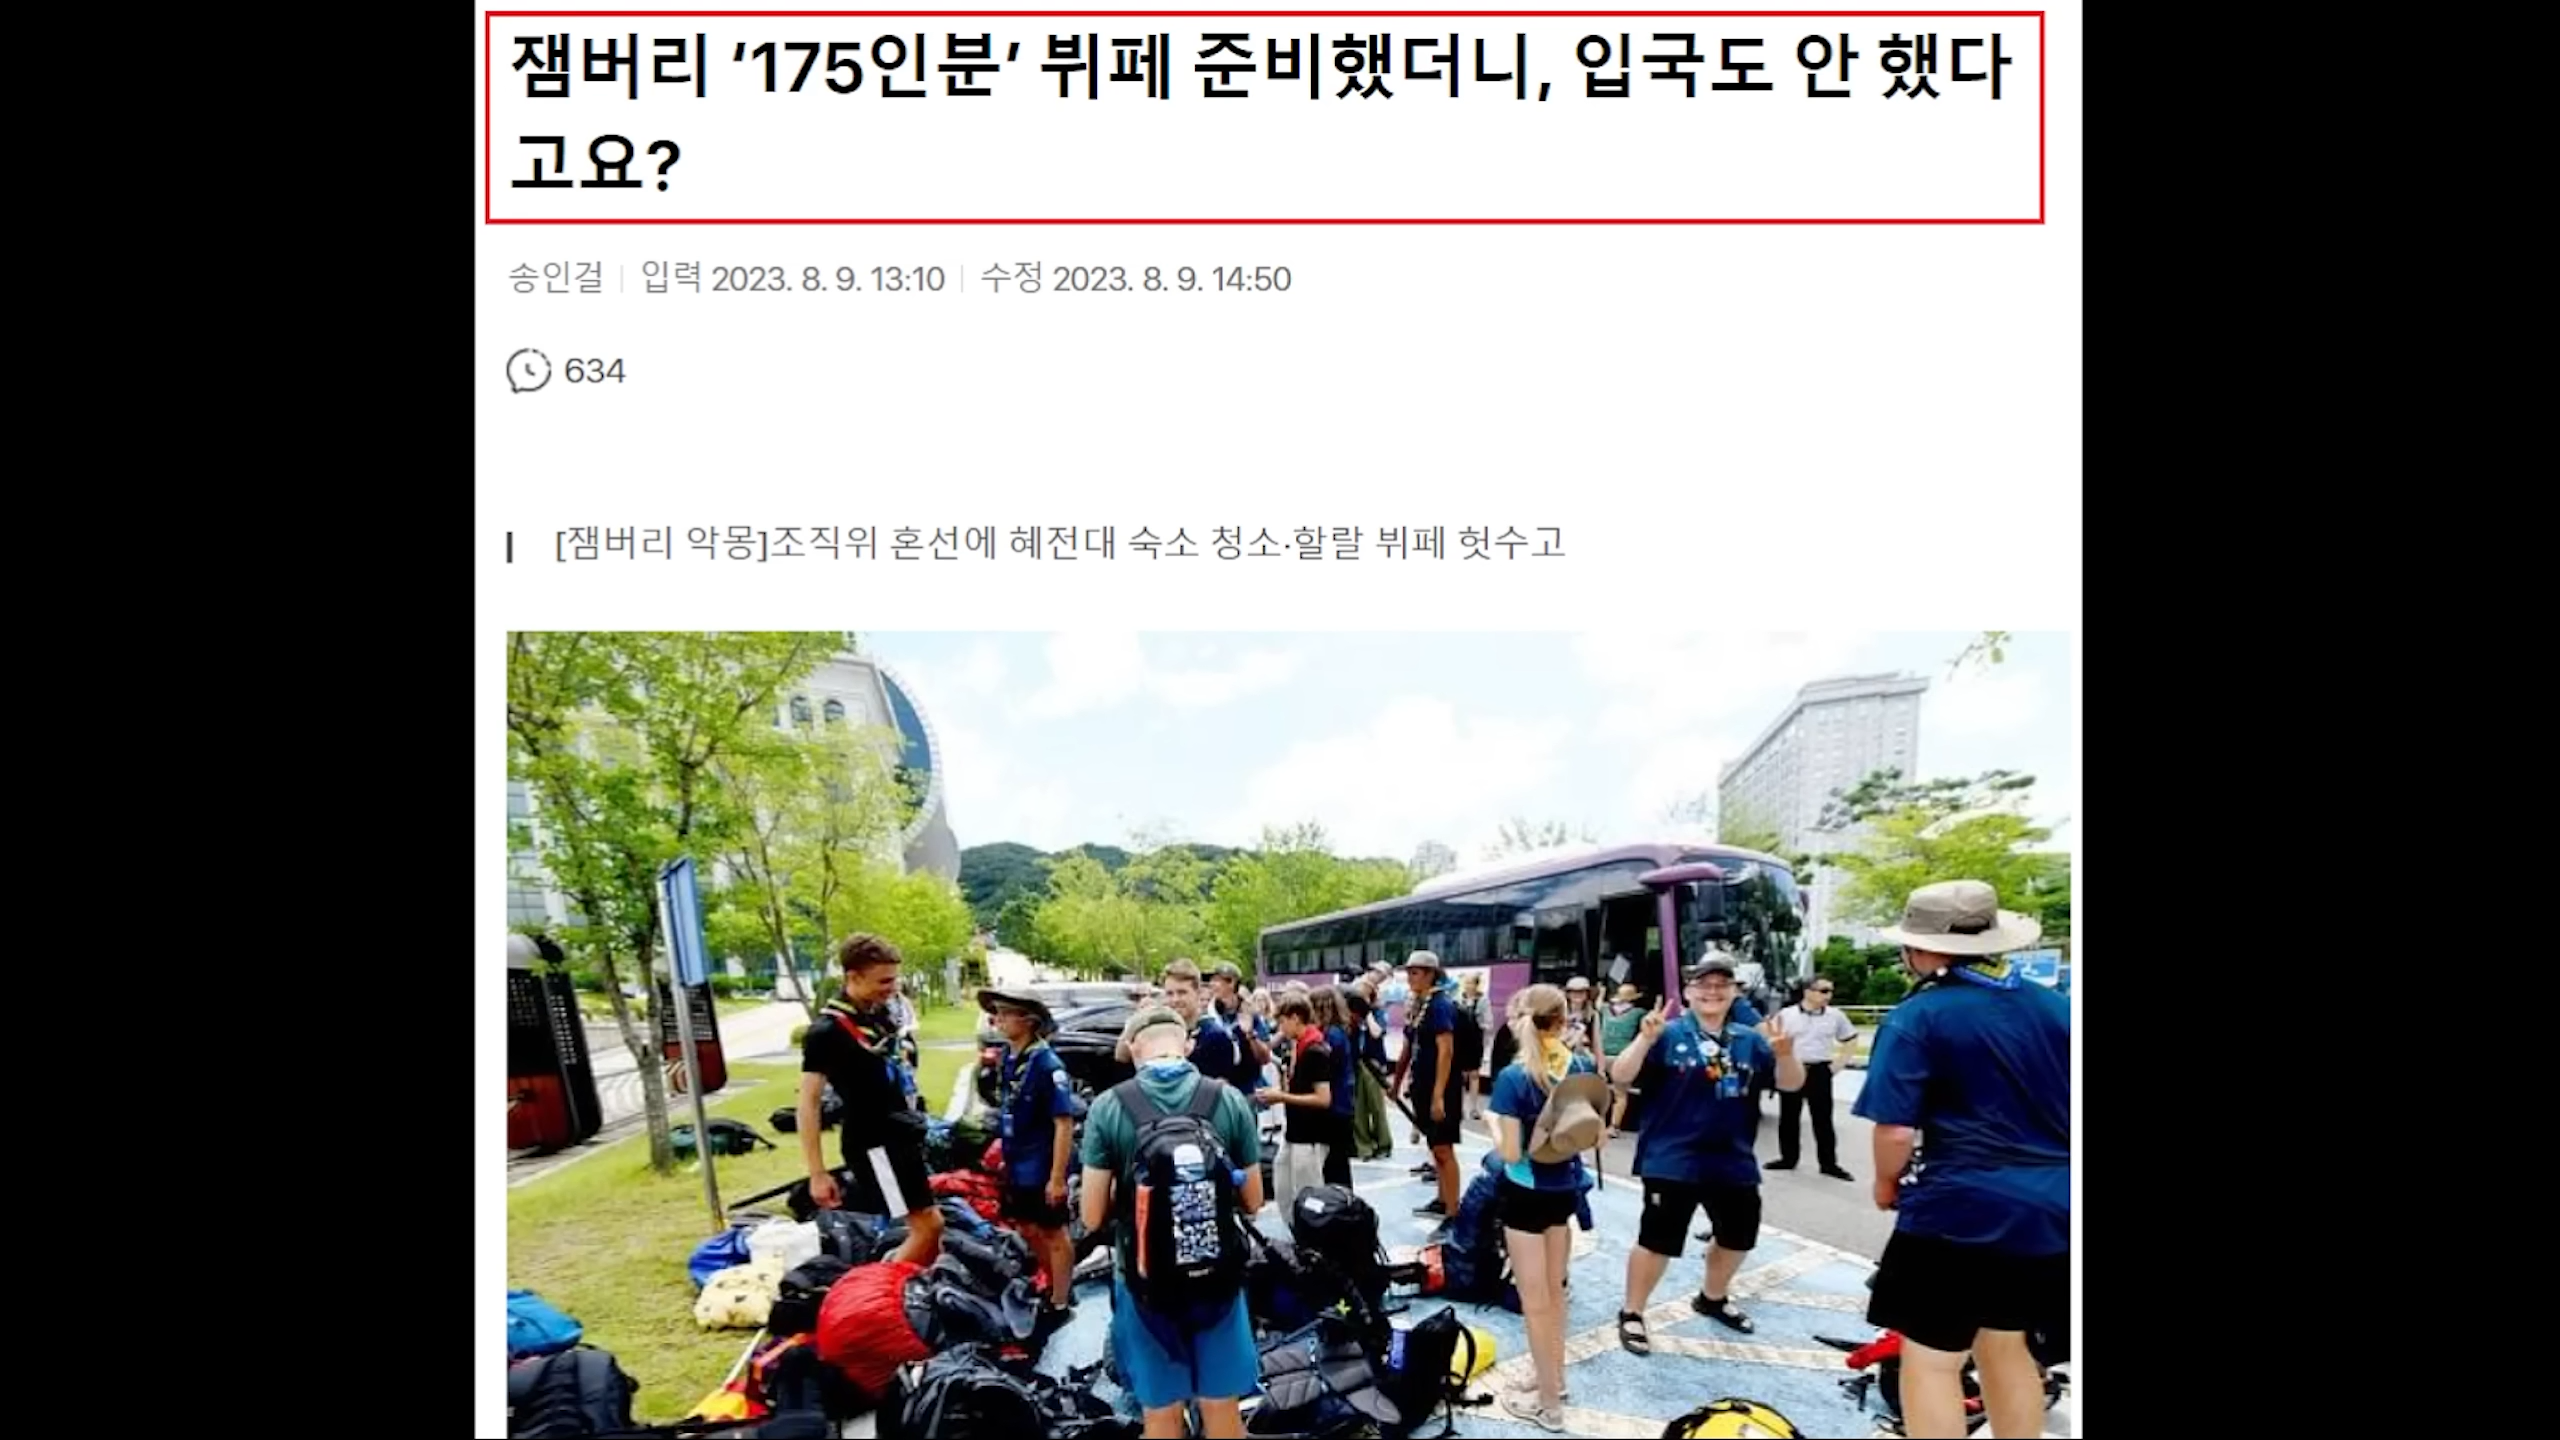 잼버리 ’175인분’ 뷔페 준비했더니, 입국도 안 했다
고요?
송인걸 | 입력 2023. 8. 9. 13:10 | 수정 2023. 8. 9. 14:50
634
[잼버리 악몽]조직위 혼선에 혜전대 숙소 청소·할랄 뷔페 헛수고